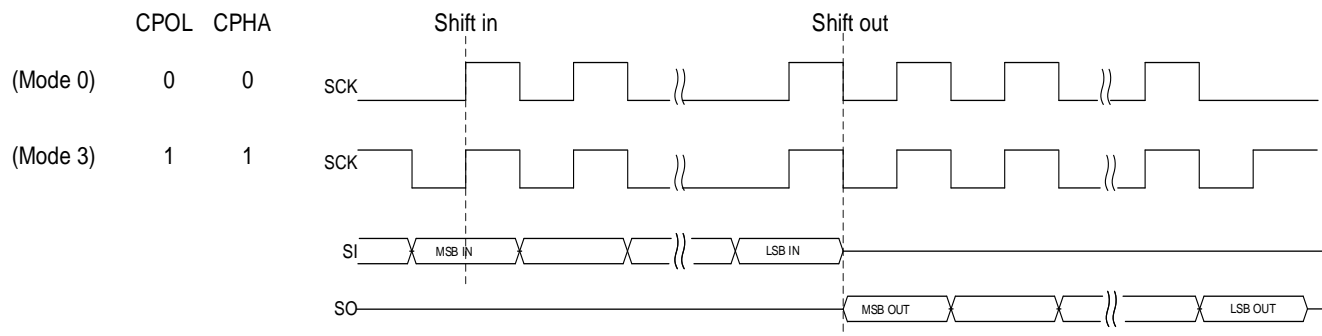 CPOL CPHA Shift in Shift out
(Mode 0) 0 0 SCK
(Mode 3) 1 1 SCK
SI MSB IN LSB IN
SO MSB OUT LSB OUT